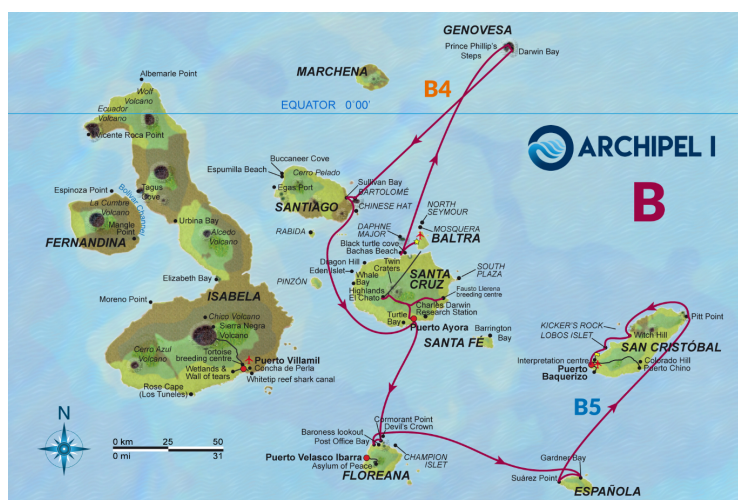 GENOVESA
Prince Phillip's
Steps
Darwin Bay
MARCHENA
B4
EQUATOR 0°00'
Albemarle Point
Wolf
Volcano
Ecuador
Volcano
Vicente Roca Point
ARCHIPEL I
B
Buccaneer Cove
Espumilla Beach
Cerro Pelado
Egas Port
Sullivan Bay
BARTOLOMÉ
CHINESE HAT
SANTIAGO
Espinoza Point
Bolivar Channel
Tagus
Cove
La Cumbre
Volcano
Mangle
Point
FERNANDINA
Urbina Bay
Alcedo
Volcano
RABIDA
NORTH
SEYMOUR
DAPHNE
MAJOR
MOSQUERA
BALTRA
Black turtle cove
Bachas Beach
Dragon Hill
Eden Islet
Twin
Craters
Whale
Bay
Highlands
El Chato
SANTA
CRUZ
SOUTH
PLAZA
Fausto Llerena
breeding centre
Charles Darwin
Research Station
Turtle
Bay
Puerto Ayora
PINZÓN
Elizabeth Bay
ISABELA
Moreno Point
Chico Volcano
Sierra Negra
Volcano
Cerro Azul
Volcano
Tortoise
breeding centre
Puerto Villamil
Wetlands &
Wall of tears
Concha de Perla
Whitetip reef shark canal
Rose Cape
(Los Tuneles)
SANTA FÉ
Barrington
Bay
KICKER'S ROCK
LOBOS ISLET
Pitt Point
Witch Hill
SAN CRISTÓBAL
Interpretation centre
Puerto
Baquerizo
Colorado Hill
Puerto Chino
B5
N
0 km 25 50
0 mi 31
Cormorant Point
Devil's Crown
Baroness lookout
Post Office Bay
Puerto Velasco Ibarra
Asylum of Peace
CHAMPION
ISLET
FLOREANA
Gardner Bay
Suárez Point
ESPAÑOLA